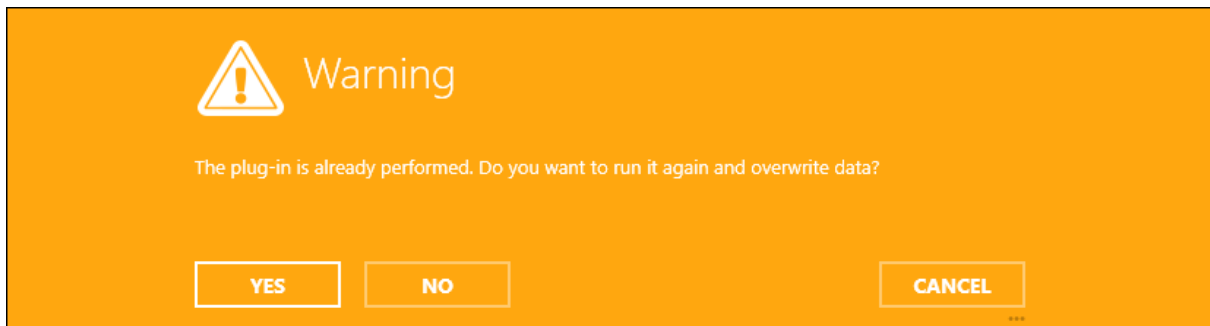 Warning
The plug-in is already performed. Do you want to run it again and overwrite data?
YES NO CANCEL